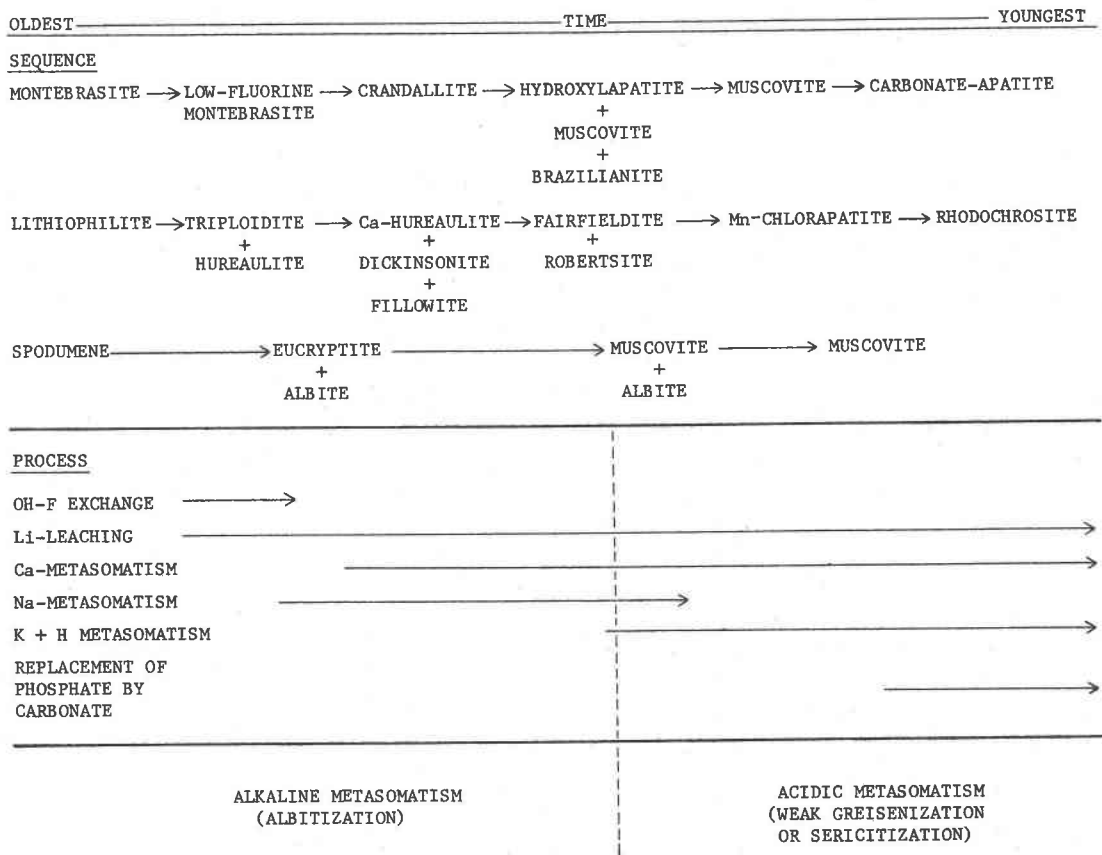 OLDEST TIME YOUNGEST
SEQUENCE
MONTEBRASITE → LOW-FLUORINE → CRANDALLITE → HYDROXYLAPATITE → MUSCOVITE → CARBONATE-APATITE
MONTEBRASITE +
MUSCOVITE
+
BRAZILIANITE
LITHIOPHILITE → TRIPLOIDITE → Ca-HUREAULITE → FAIRFIELDITE → Mn-CHLORAPATITE → RHODOCHROSITE
+ + +
HUREAULITE DICKINSONITE ROBERTSITE
+
FILLOWITE
SPODUMENE → EUCRYPTITE → MUSCOVITE → MUSCOVITE
+ +
ALBITE ALBITE
PROCESS
OH-F EXCHANGE
Li-LEACHING
Ca-METASOMATISM
Na-METASOMATISM
K + H METASOMATISM
REPLACEMENT OF
PHOSPHATE BY
CARBONATE
ALKALINE METASOMATISM
(ALBITIZATION)
ACIDIC METASOMATISM
(WEAK GREISENIZATION
OR SERICITIZATION)